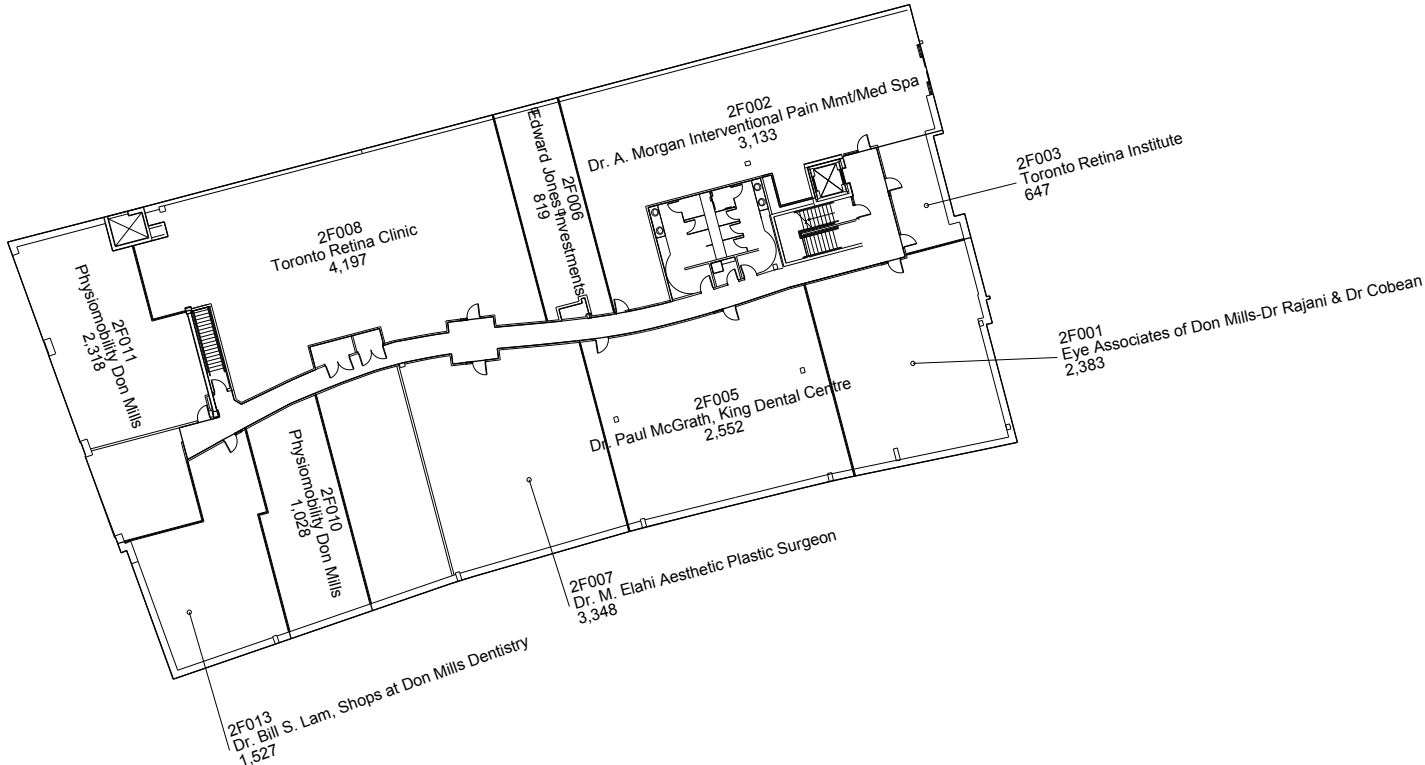 2F002
Dr. A. Morgan Interventional Pain Mmt/Med Spa
3,133
2F003
Toronto Retina Institute
647
2F006
Edward Jones Investments
819
2F008
Toronto Retina Clinic
4,197
2F011
Physiomobility Don Mills
2,318
2F001
Eye Associates of Don Mills-Dr Rajani & Dr Cobean
2,383
2F005
Dr. Paul McGrath, King Dental Centre
2,552
2F010
Physiomobility Don Mills
1,028
2F007
Dr. M. Elahi Aesthetic Plastic Surgeon
3,348
2F013
Dr. Bill S. Lam, Shops at Don Mills Dentistry
1,527